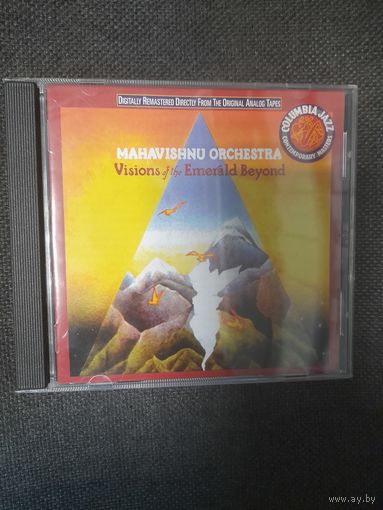 DIGITALLY REMASTERED DIRECTLY FROM THE ORIGINAL ANALOG TAPES
COLUMBIA JAZZ
CONTEMPORARY MASTERS
MAHAVISHNU ORCHESTRA
Visions of the Emerald Beyond
www.ay.by